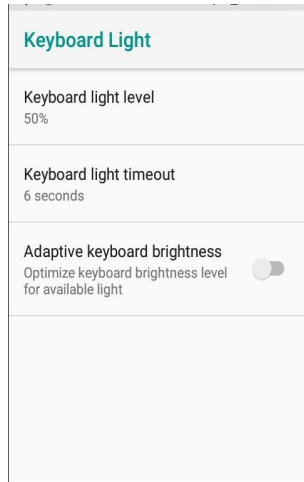 Keyboard Light
Keyboard light level
50%
Keyboard light timeout
6 seconds
Adaptive keyboard brightness
Optimize keyboard brightness level
for available light